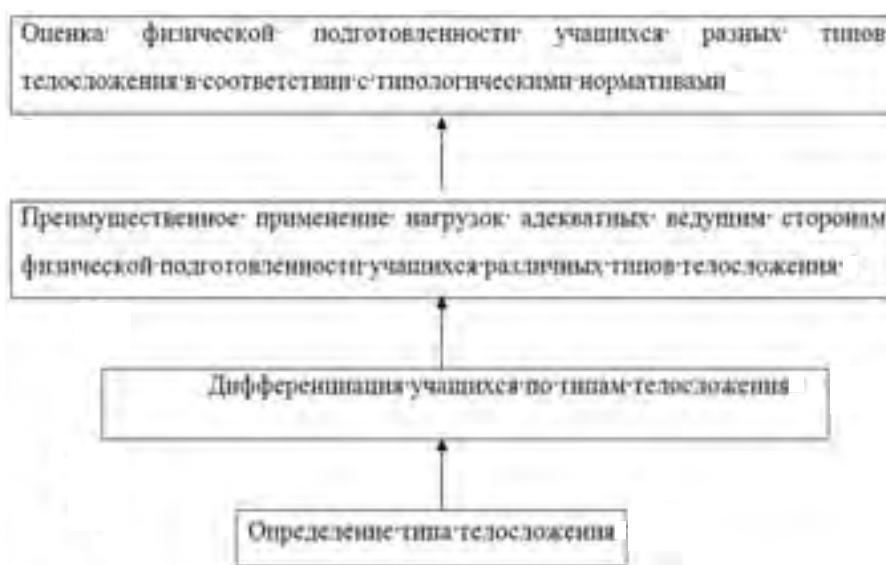 Оценка физической подготовленности учащихся разных типов
телосложения в соответствии с типологическими нормативами
Преимущественное применение нагрузок адекватных ведущим сторонам
физической подготовленности учащихся различных типов телосложения
Дифференциация учащихся по типам телосложения
Определение типа телосложения